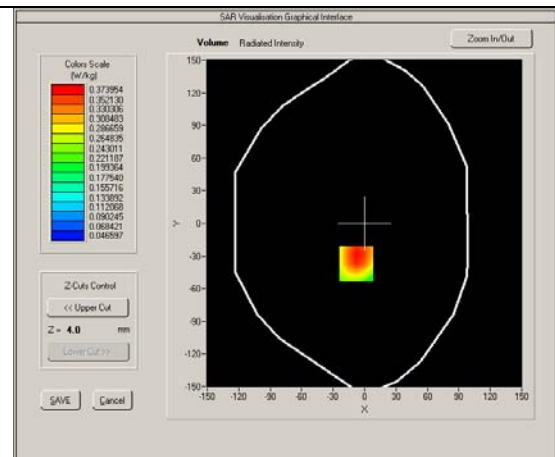 SAR Visualisation Graphical Interface
Volume Radiated Intensity
Zoom In/Out
Colors Scale
(W/kg)
0.373954
0.352130
0.330306
0.308483
0.286659
0.264835
0.243011
0.221187
0.199364
0.177540
0.155716
0.133892
0.112068
0.090245
0.068421
0.046597
Z-Cuts Control
<< Upper Cut
Z = 4.0 mm
Lower Cut >>
SAVE
Cancel
150
120
90
60
30
0
-30
-60
-90
-120
-150
Y
-150 -120 -90 -60 -30 0 30 60 90 120 150
X